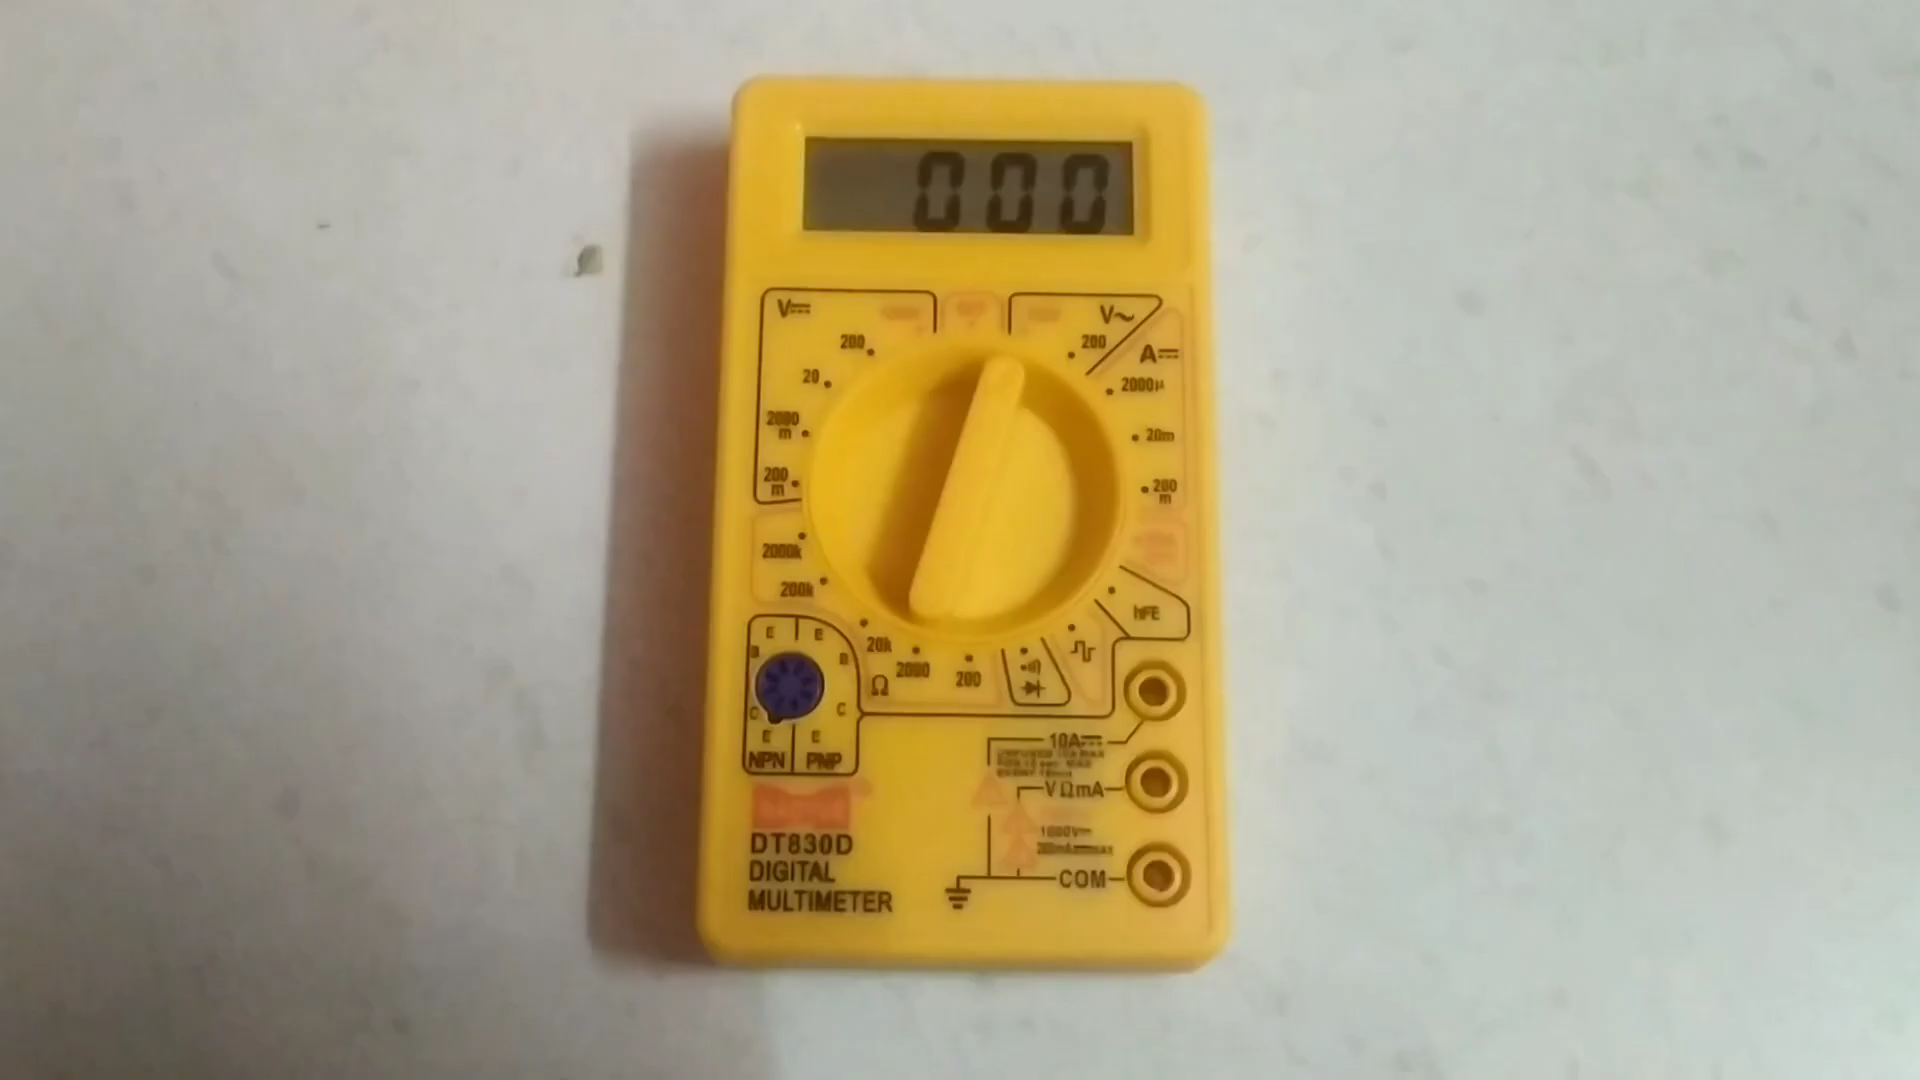 000
V⎓
V~
200
200
A⎓
20
2000µ
2000
m
20m
200
m
200
m
2000k
200k
hFE
20k
2000
200
Ω
E E
B B
C C
E E
NPN PNP
10A⎓
VΩmA
1000V⎓
COM
DT830D
DIGITAL
MULTIMETER